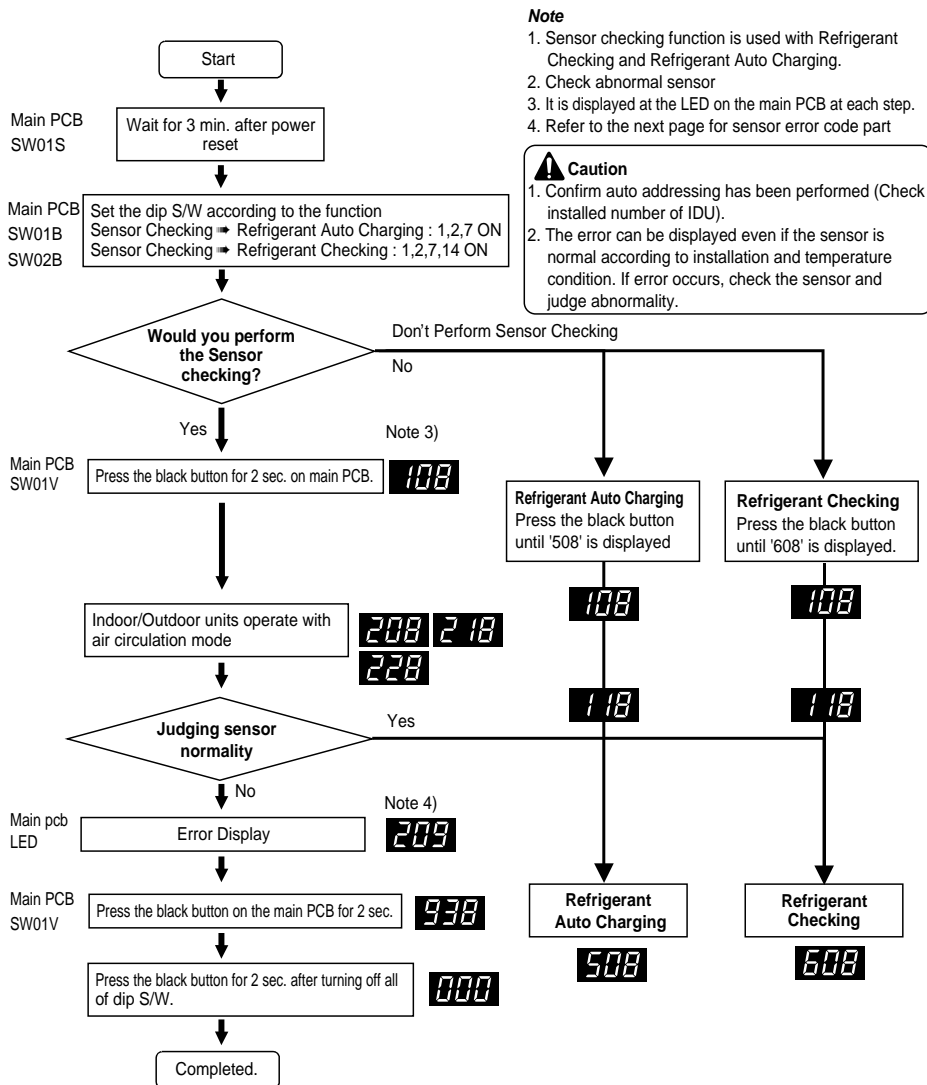 Note
1. Sensor checking function is used with Refrigerant
Checking and Refrigerant Auto Charging.
2. Check abnormal sensor
3. It is displayed at the LED on the main PCB at each step.
4. Refer to the next page for sensor error code part
Caution
1. Confirm auto addressing has been performed (Check
installed number of IDU).
2. The error can be displayed even if the sensor is
normal according to installation and temperature
condition. If error occurs, check the sensor and
judge abnormality.
Start
Main PCB
SW01S
Wait for 3 min. after power
reset
Main PCB
SW01B
SW02B
Set the dip S/W according to the function
Sensor Checking ➠ Refrigerant Auto Charging : 1,2,7 ON
Sensor Checking ➠ Refrigerant Checking : 1,2,7,14 ON
Would you perform
the Sensor
checking?
Don't Perform Sensor Checking
No
Yes
Note 3)
Main PCB
SW01V
Press the black button for 2 sec. on main PCB.
108
Refrigerant Auto Charging
Press the black button
until '508' is displayed
Refrigerant Checking
Press the black button
until '608' is displayed.
108
108
Indoor/Outdoor units operate with
air circulation mode
208 218
228
118
118
Judging sensor
normality
Yes
No
Note 4)
Main pcb
LED
Error Display
209
Main PCB
SW01V
Press the black button on the main PCB for 2 sec.
938
Refrigerant
Auto Charging
508
Refrigerant
Checking
608
Press the black button for 2 sec. after turning off all
of dip S/W.
000
Completed.